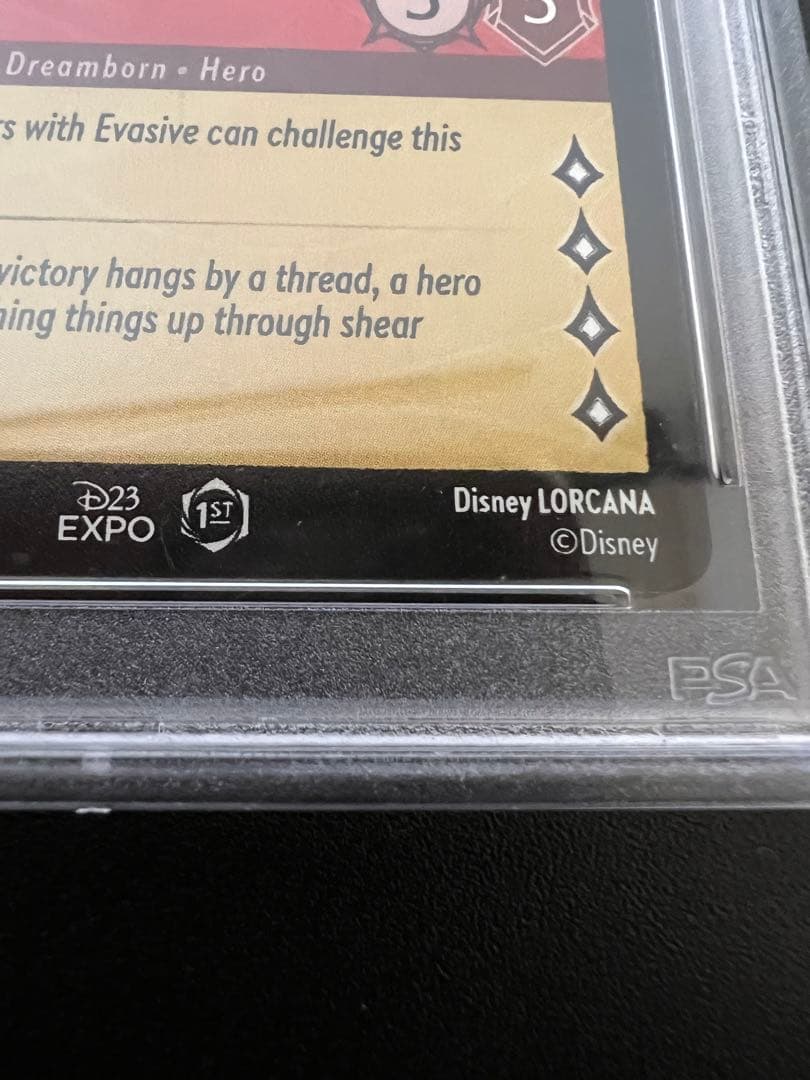 Dreamborn • Hero
with Evasive can challenge this
victory hangs by a thread, a hero
things up through shear
D23
EXPO
1ST
Disney LORCANA
©Disney
PSA